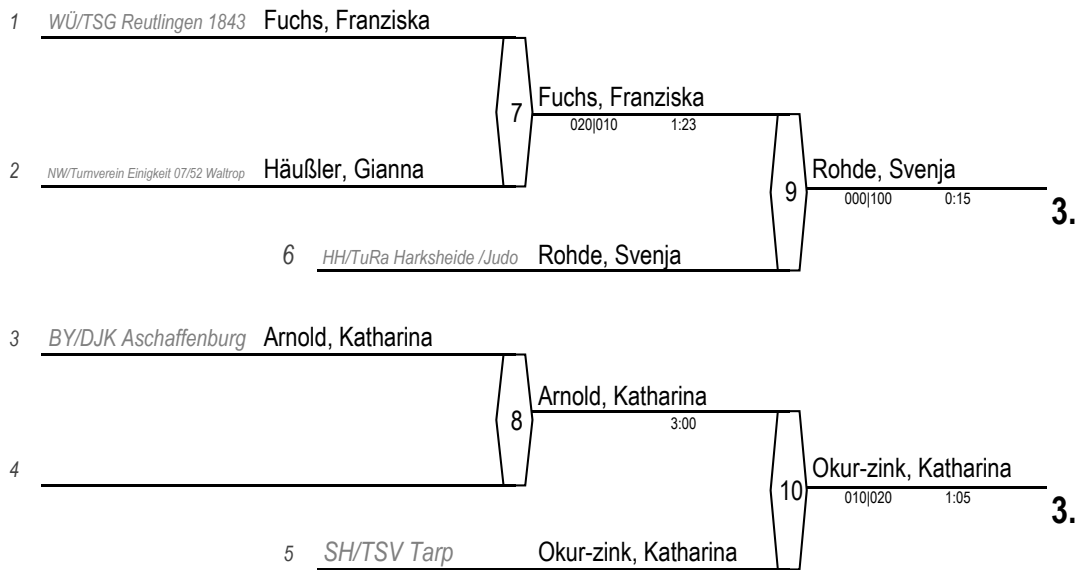 1 WÜ/TSG Reutlingen 1843 Fuchs, Franziska
7 Fuchs, Franziska
020|010 1:23
2 NW/Turnverein Einigkeit 07/52 Waltrop Häußler, Gianna
9 Rohde, Svenja
000|100 0:15
3.
6 HH/TuRa Harksheide /Judo Rohde, Svenja
3 BY/DJK Aschaffenburg Arnold, Katharina
8 Arnold, Katharina
3:00
4
10 Okur-zink, Katharina
010|020 1:05
3.
5 SH/TSV Tarp Okur-zink, Katharina